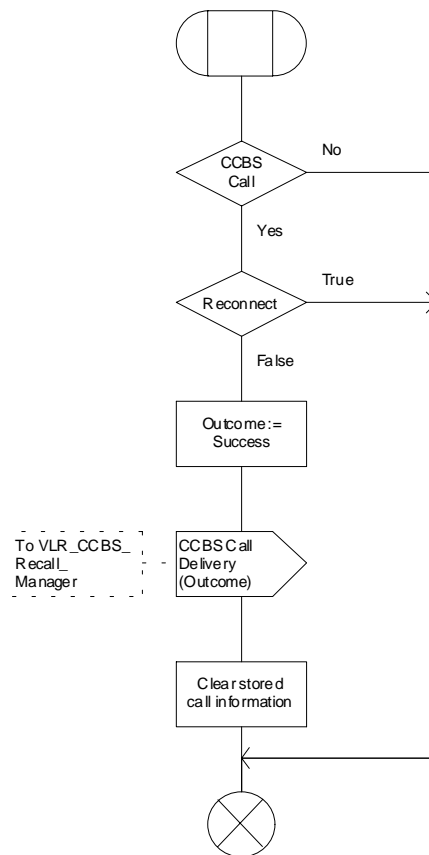 CCBS
Call
No
Yes
Reconnect
True
False
Outcome:=
Success
To VLR_CCBS_
Recall_
Manager
CCBS Call
Delivery
(Outcome)
Clear stored
call information